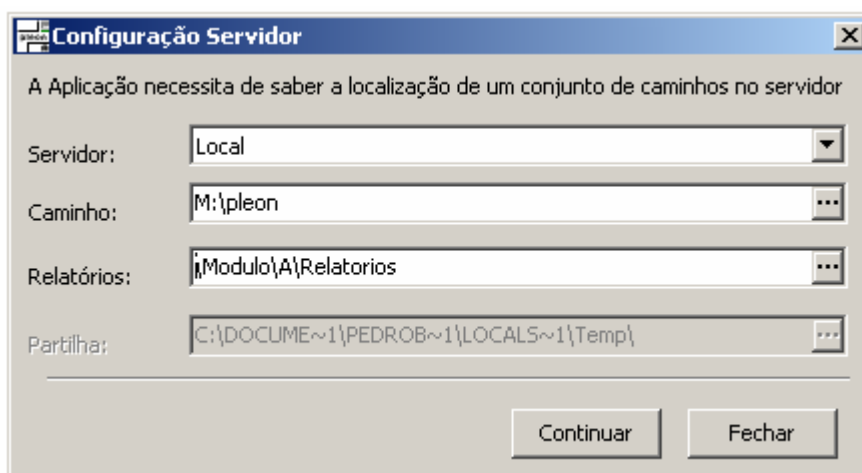 pleon Configuração Servidor
A Aplicação necessita de saber a localização de um conjunto de caminhos no servidor
Servidor: Local
Caminho: M:\pleon ...
Relatórios: \Modulo\A\Relatorios ...
Partilha: C:\DOCUME~1\PEDROB~1\LOCALS~1\Temp\ ...
Continuar Fechar